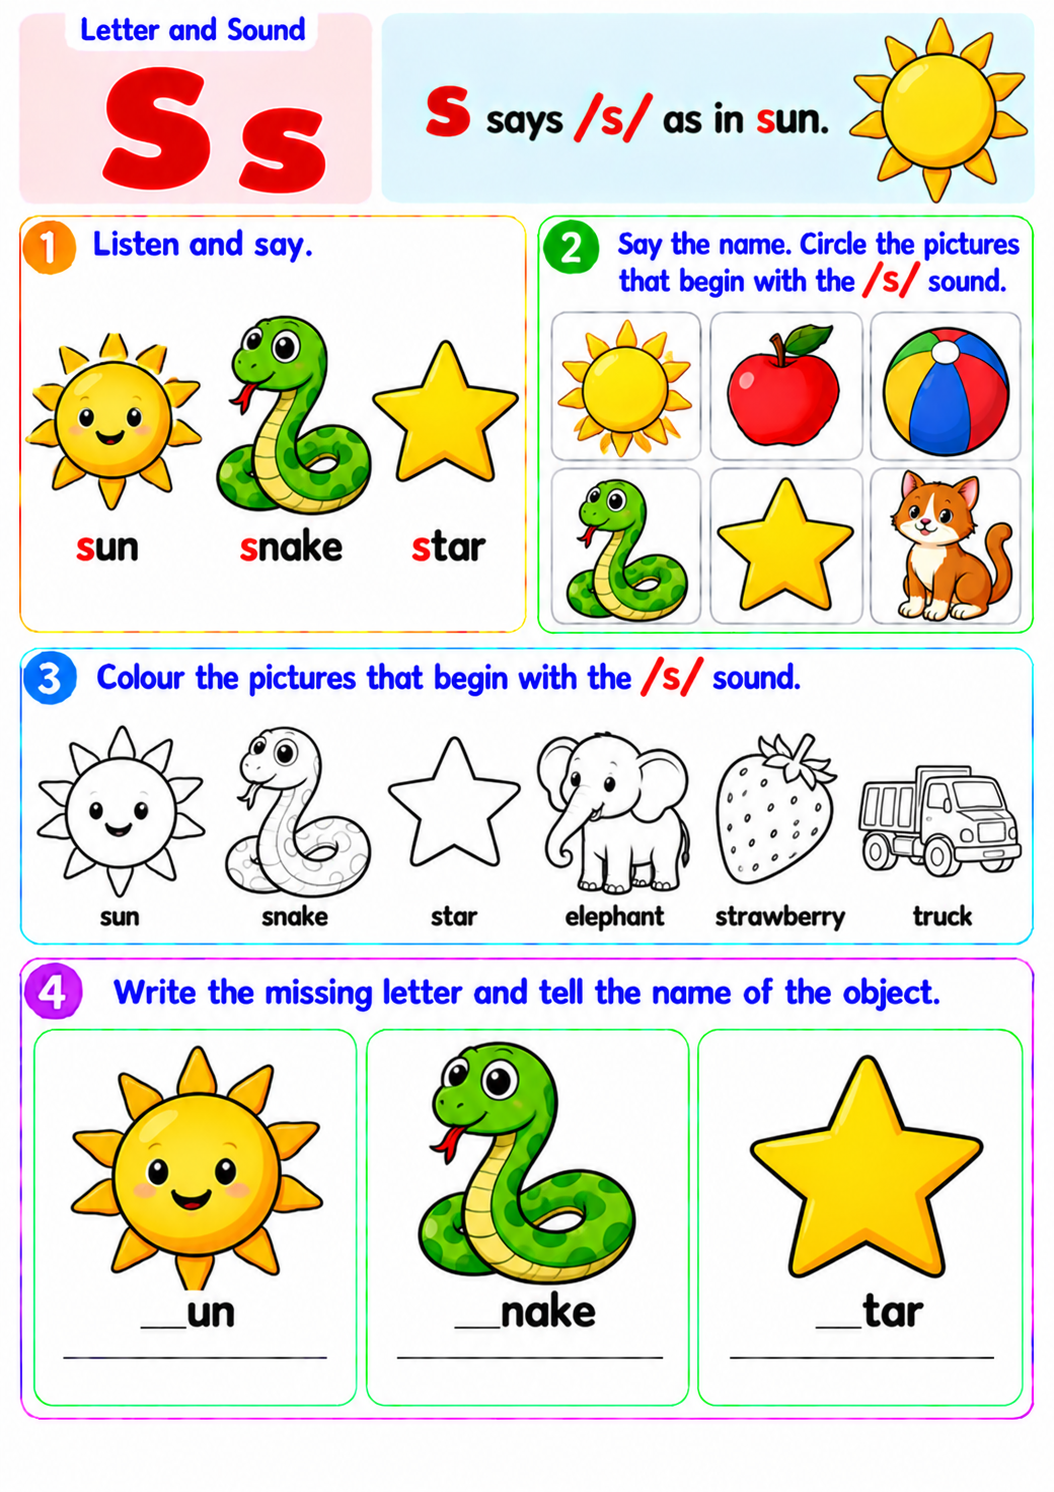 Letter and Sound
S s
s says /s/ as in sun.
1 Listen and say.
sun snake star
2 Say the name. Circle the pictures
that begin with the /s/ sound.
3 Colour the pictures that begin with the /s/ sound.
sun snake star elephant strawberry truck
4 Write the missing letter and tell the name of the object.
__un __nake __tar